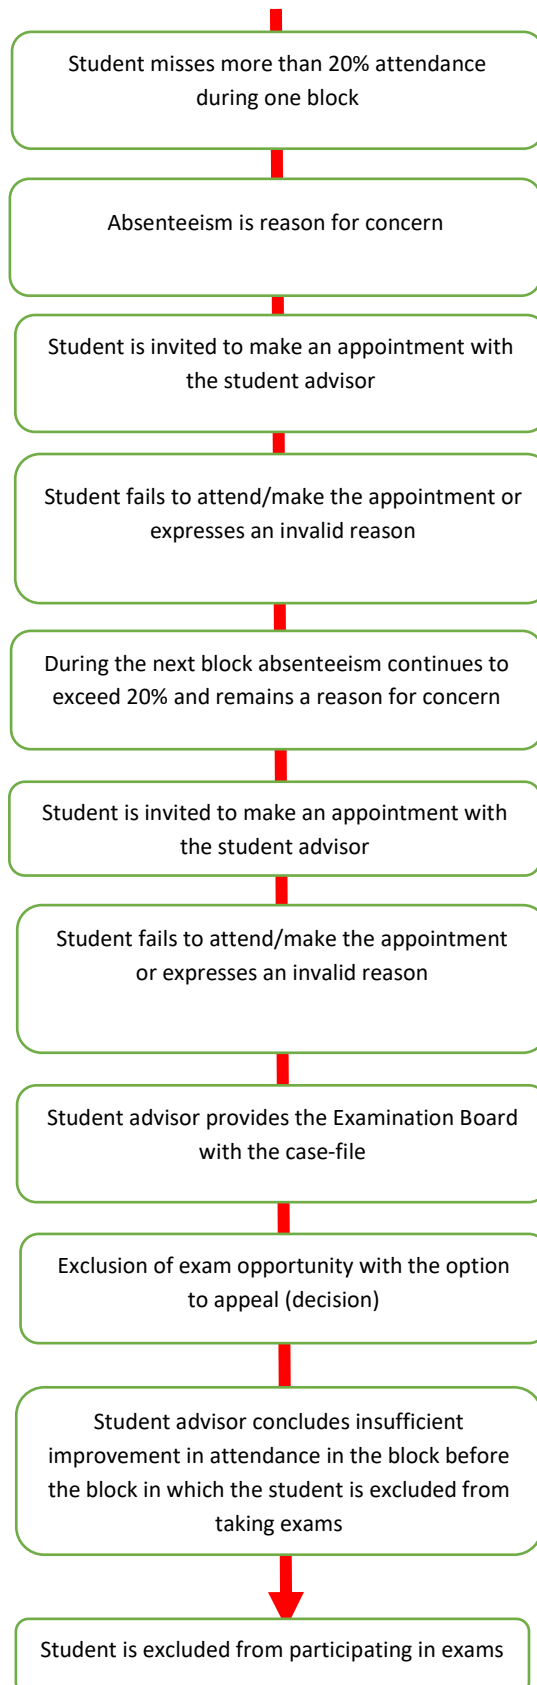 Student misses more than 20% attendance
during one block
Absenteeism is reason for concern
Student is invited to make an appointment with
the student advisor
Student fails to attend/make the appointment or
expresses an invalid reason
During the next block absenteeism continues to
exceed 20% and remains a reason for concern
Student is invited to make an appointment with
the student advisor
Student fails to attend/make the appointment
or expresses an invalid reason
Student advisor provides the Examination Board
with the case-file
Exclusion of exam opportunity with the option
to appeal (decision)
Student advisor concludes insufficient
improvement in attendance in the block before
the block in which the student is excluded from
taking exams
Student is excluded from participating in exams